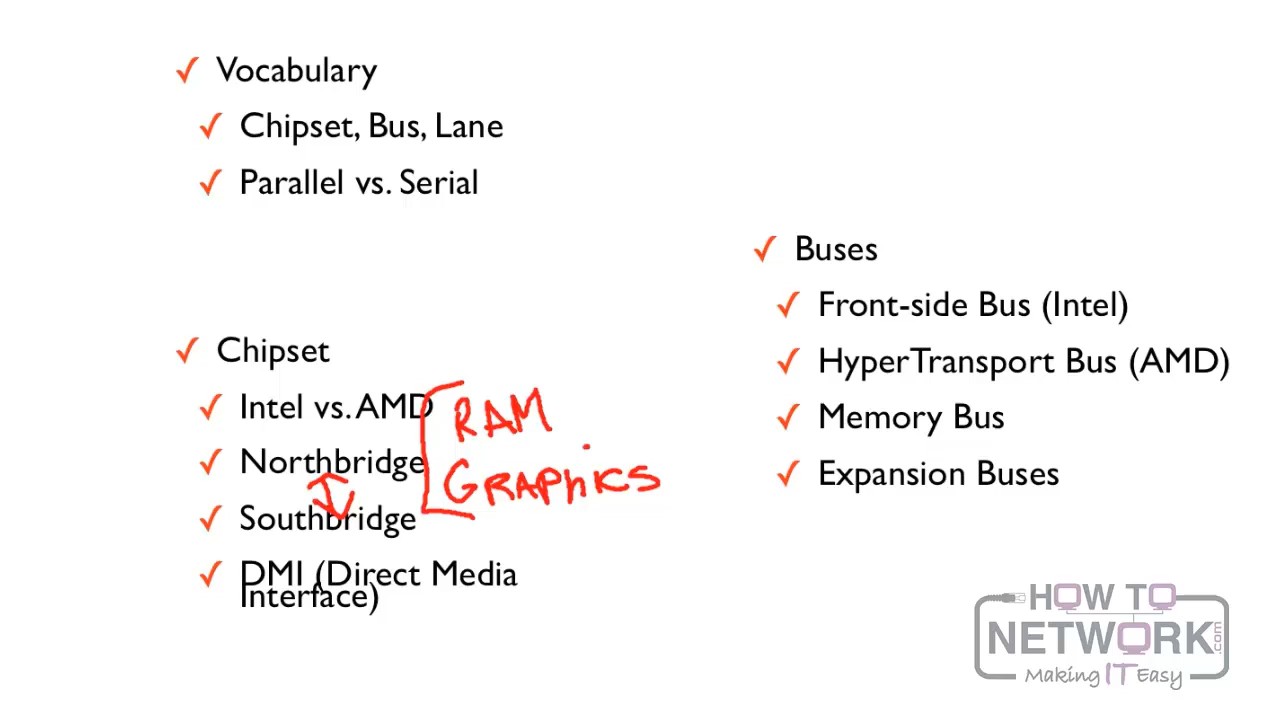 Vocabulary
Chipset, Bus, Lane
Parallel vs. Serial
Chipset
Intel vs. AMD
Northbridge
Southbridge
DMI (Direct Media
Interface)
RAM
GRAPhiCS
Buses
Front-side Bus (Intel)
HyperTransport Bus (AMD)
Memory Bus
Expansion Buses
HOW TO
NETWORK.com
Making IT Easy